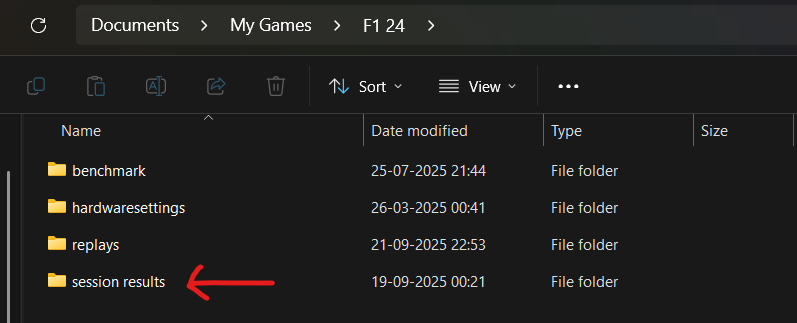 Documents > My Games > F1 24 >
Sort View •••
Name Date modified Type Size
benchmark 25-07-2025 21:44 File folder
hardwaresettings 26-03-2025 00:41 File folder
replays 21-09-2025 22:53 File folder
session results 19-09-2025 00:21 File folder